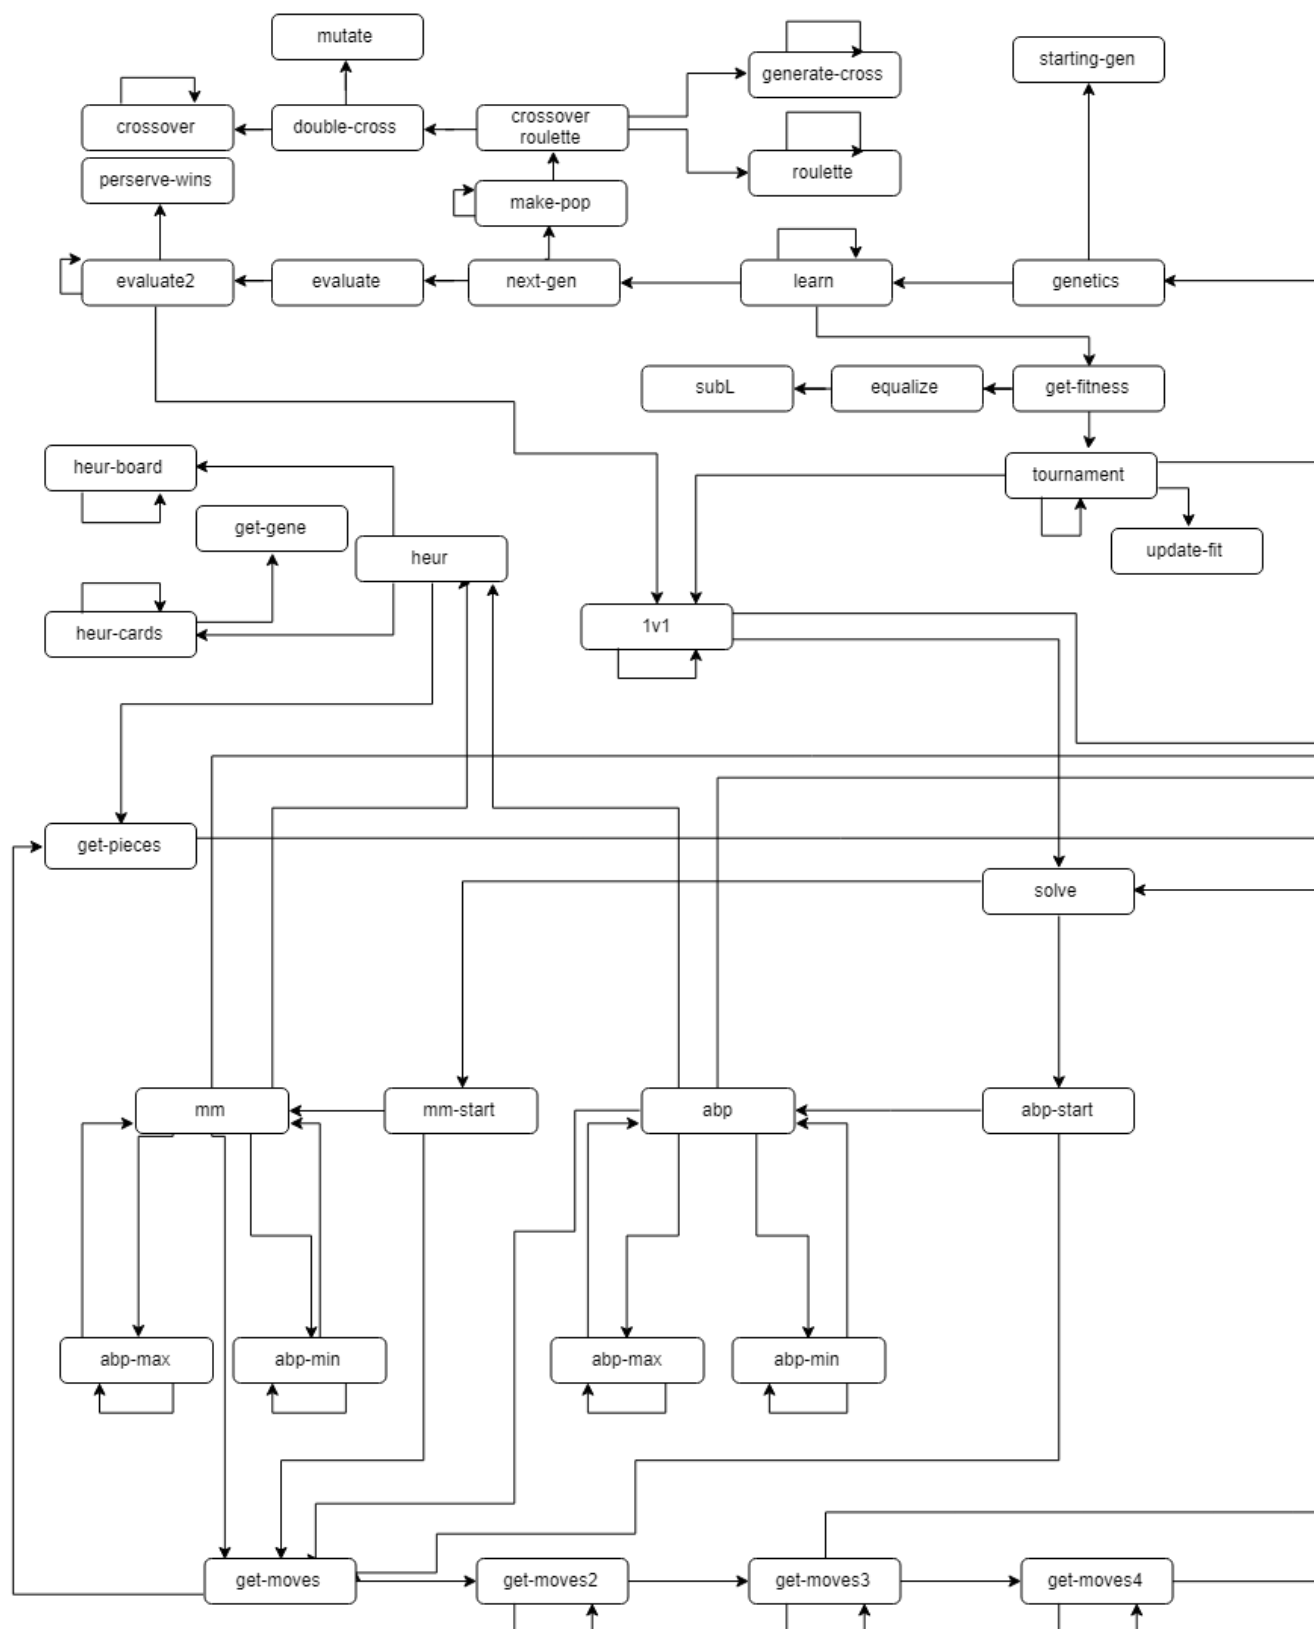 mutate
starting-gen
generate-cross
crossover
double-cross
crossover
roulette
perserve-wins
roulette
make-pop
evaluate2
evaluate
next-gen
learn
genetics
subL
equalize
get-fitness
heur-board
tournament
get-gene
heur
update-fit
heur-cards
1v1
get-pieces
solve
mm
mm-start
abp
abp-start
abp-max
abp-min
abp-max
abp-min
get-moves
get-moves2
get-moves3
get-moves4